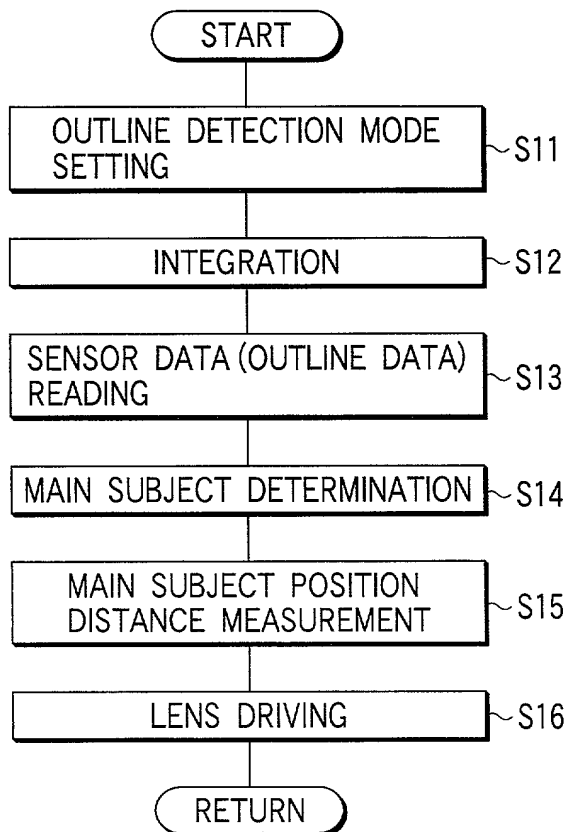 START
OUTLINE DETECTION MODE
SETTING
S11
INTEGRATION
S12
SENSOR DATA (OUTLINE DATA)
READING
S13
MAIN SUBJECT DETERMINATION
S14
MAIN SUBJECT POSITION
DISTANCE MEASUREMENT
S15
LENS DRIVING
S16
RETURN